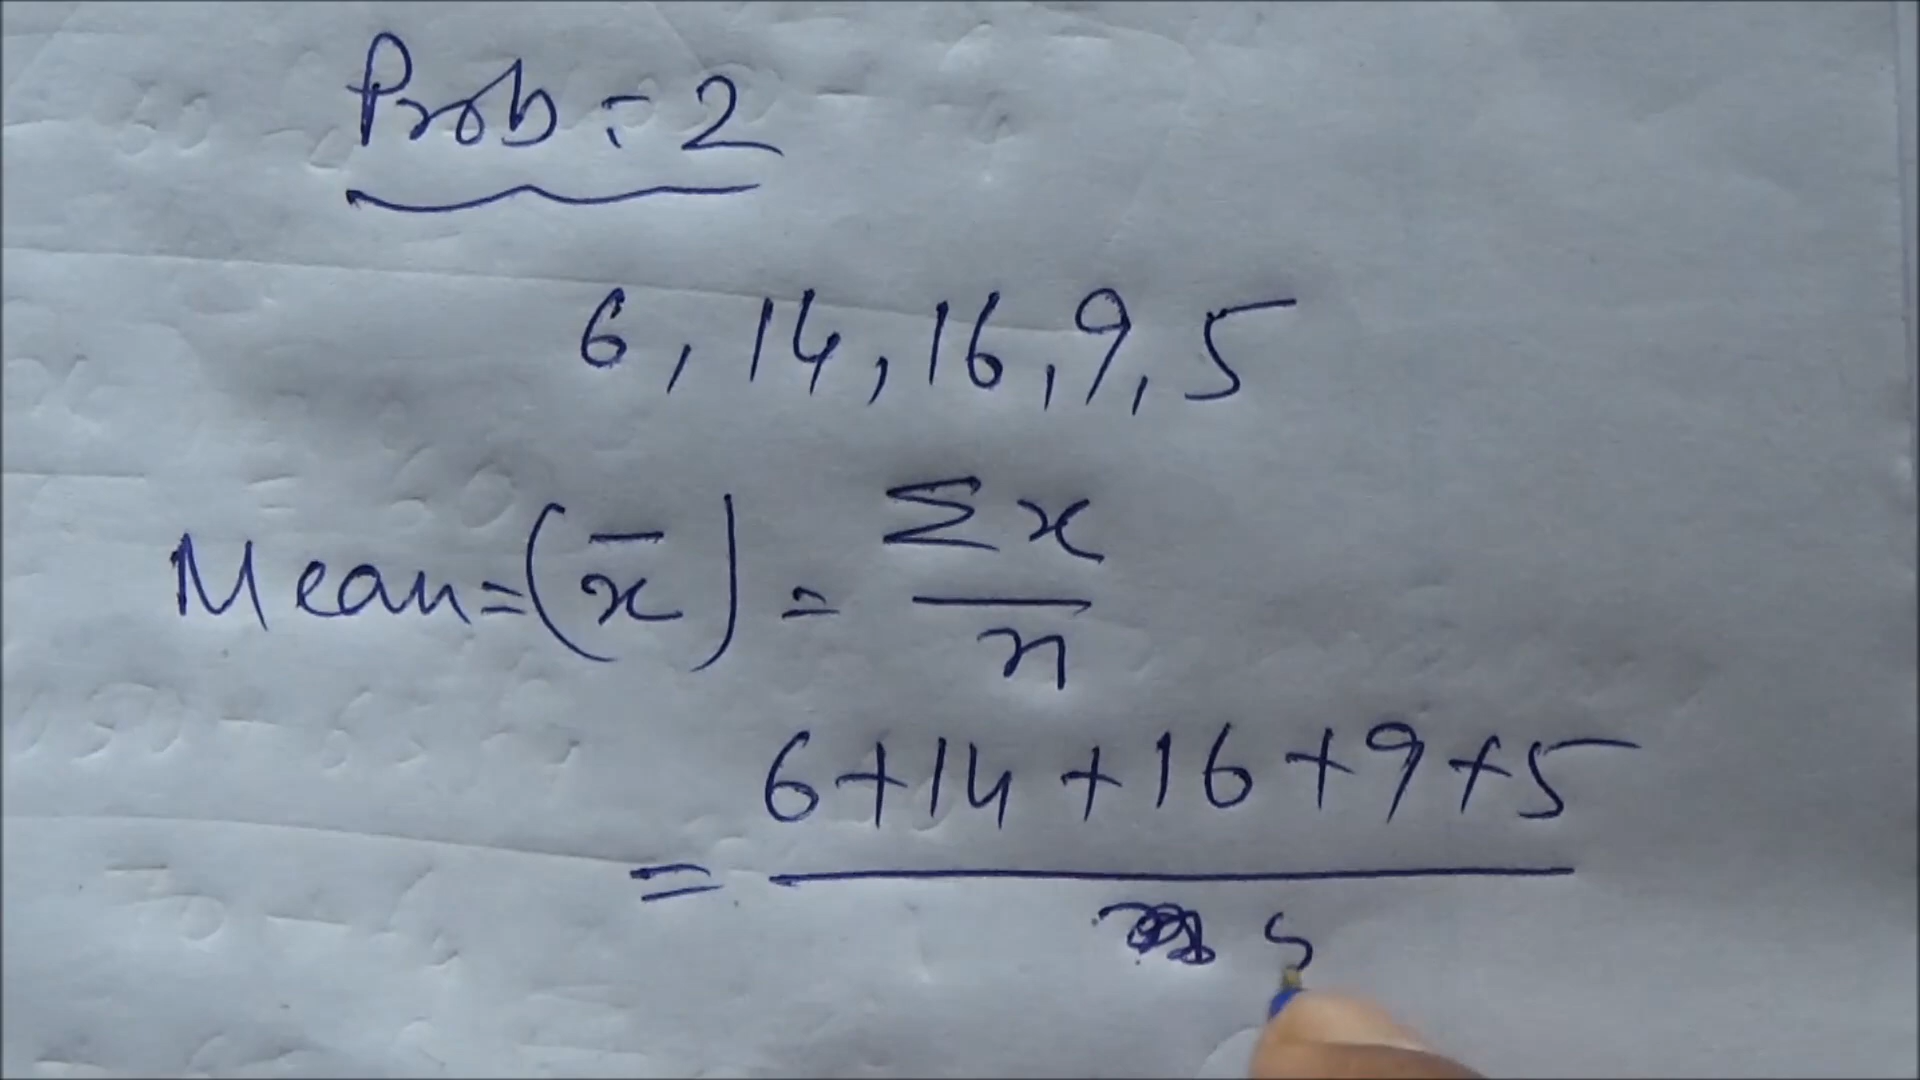 Prob:- 2
6, 14, 16, 9, 5
Mean = (x̄) = Σx / n
= 6+14+16+9+5 / 5